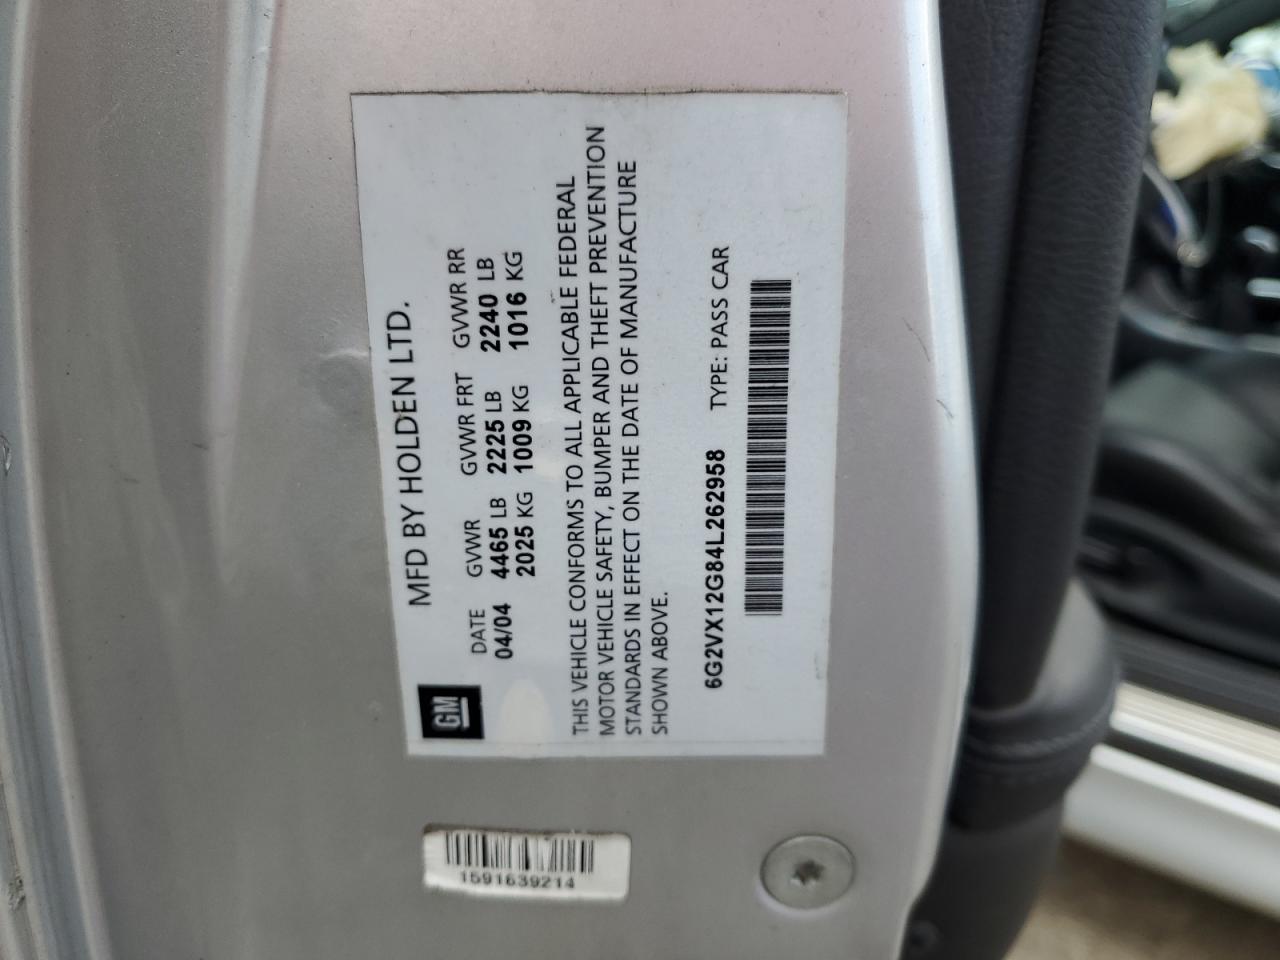 GM
MFD BY HOLDEN LTD.
DATE GVWR GVWR FRT GVWR RR
04/04 4465 LB 2225 LB 2240 LB
2025 KG 1009 KG 1016 KG
THIS VEHICLE CONFORMS TO ALL APPLICABLE FEDERAL
MOTOR VEHICLE SAFETY, BUMPER AND THEFT PREVENTION
STANDARDS IN EFFECT ON THE DATE OF MANUFACTURE
SHOWN ABOVE.
6G2VX12G84L262958 TYPE: PASS CAR
1591639214